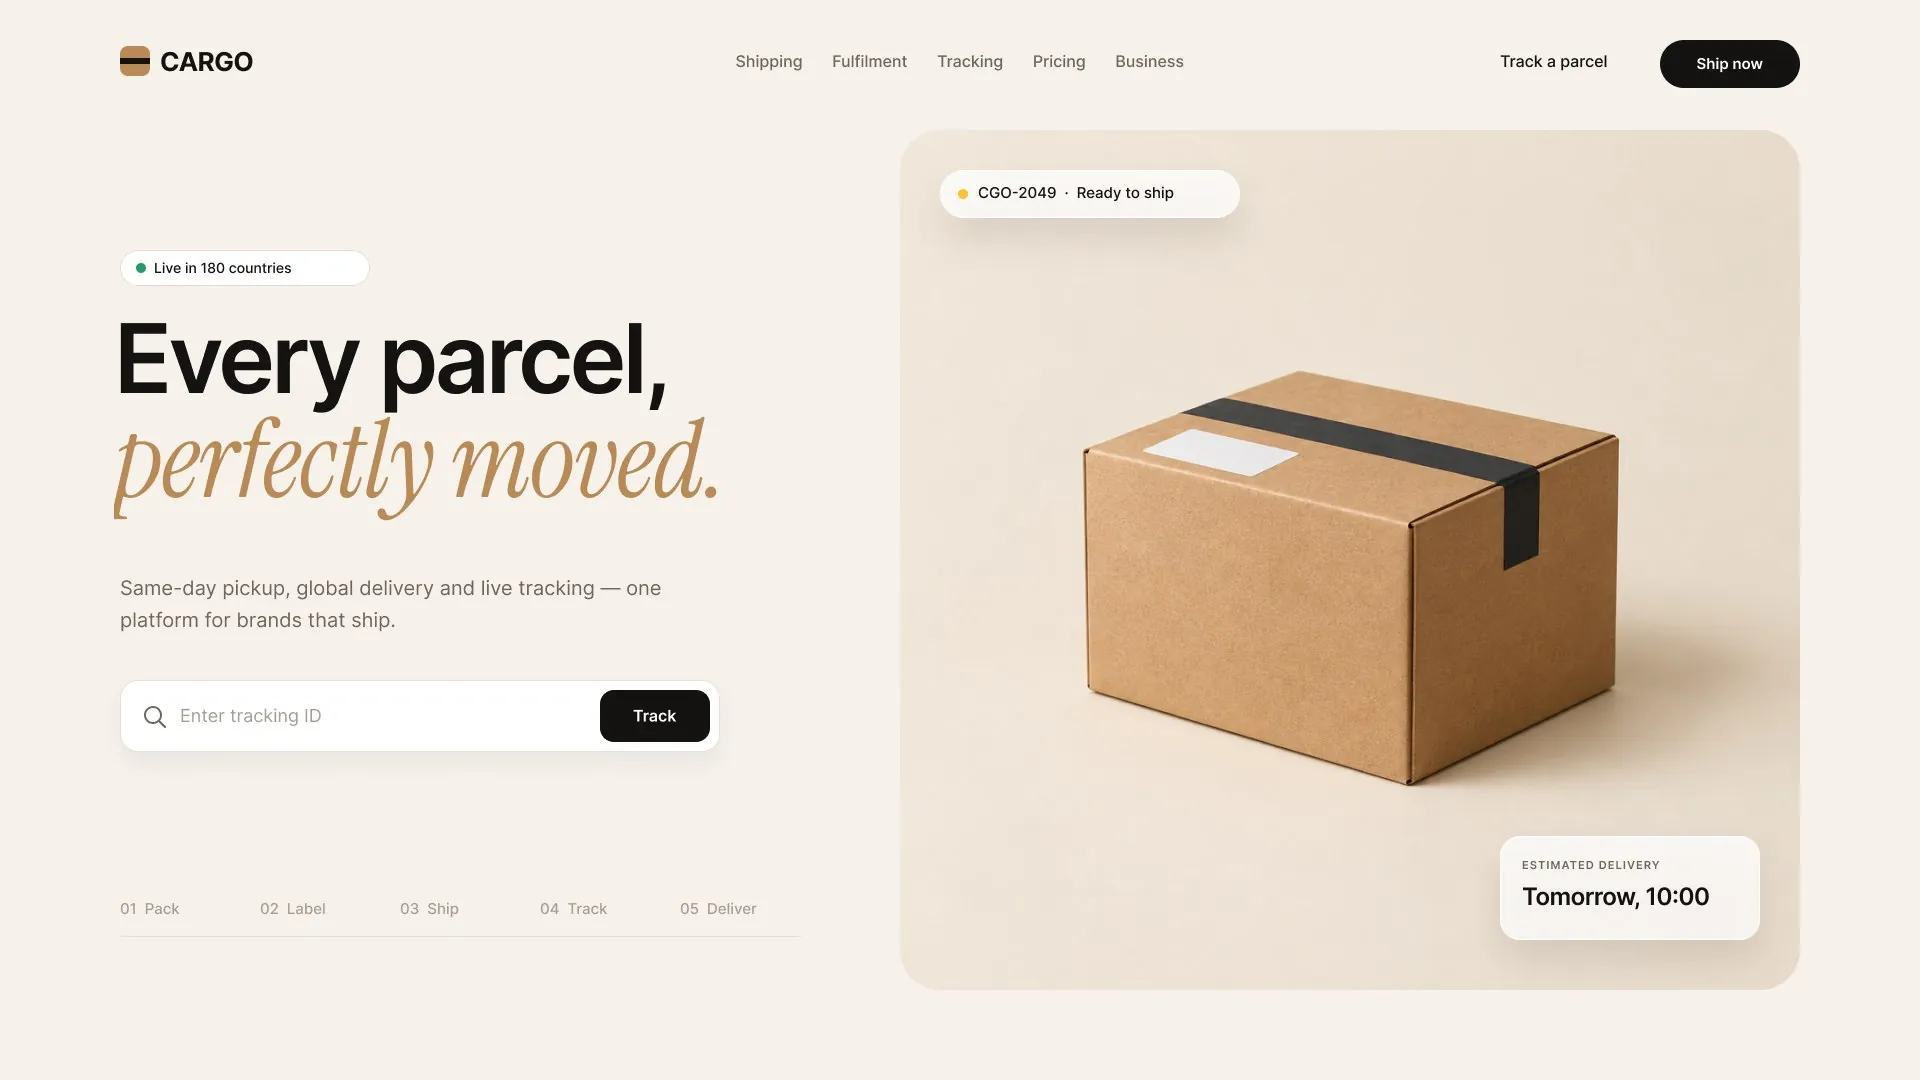 CARGO
Shipping
Fulfilment
Tracking
Pricing
Business
Track a parcel
Ship now
CGO-2049 · Ready to ship
Live in 180 countries
Every parcel,
perfectly moved.
Same-day pickup, global delivery and live tracking — one
platform for brands that ship.
Enter tracking ID
Track
01 Pack
02 Label
03 Ship
04 Track
05 Deliver
ESTIMATED DELIVERY
Tomorrow, 10:00